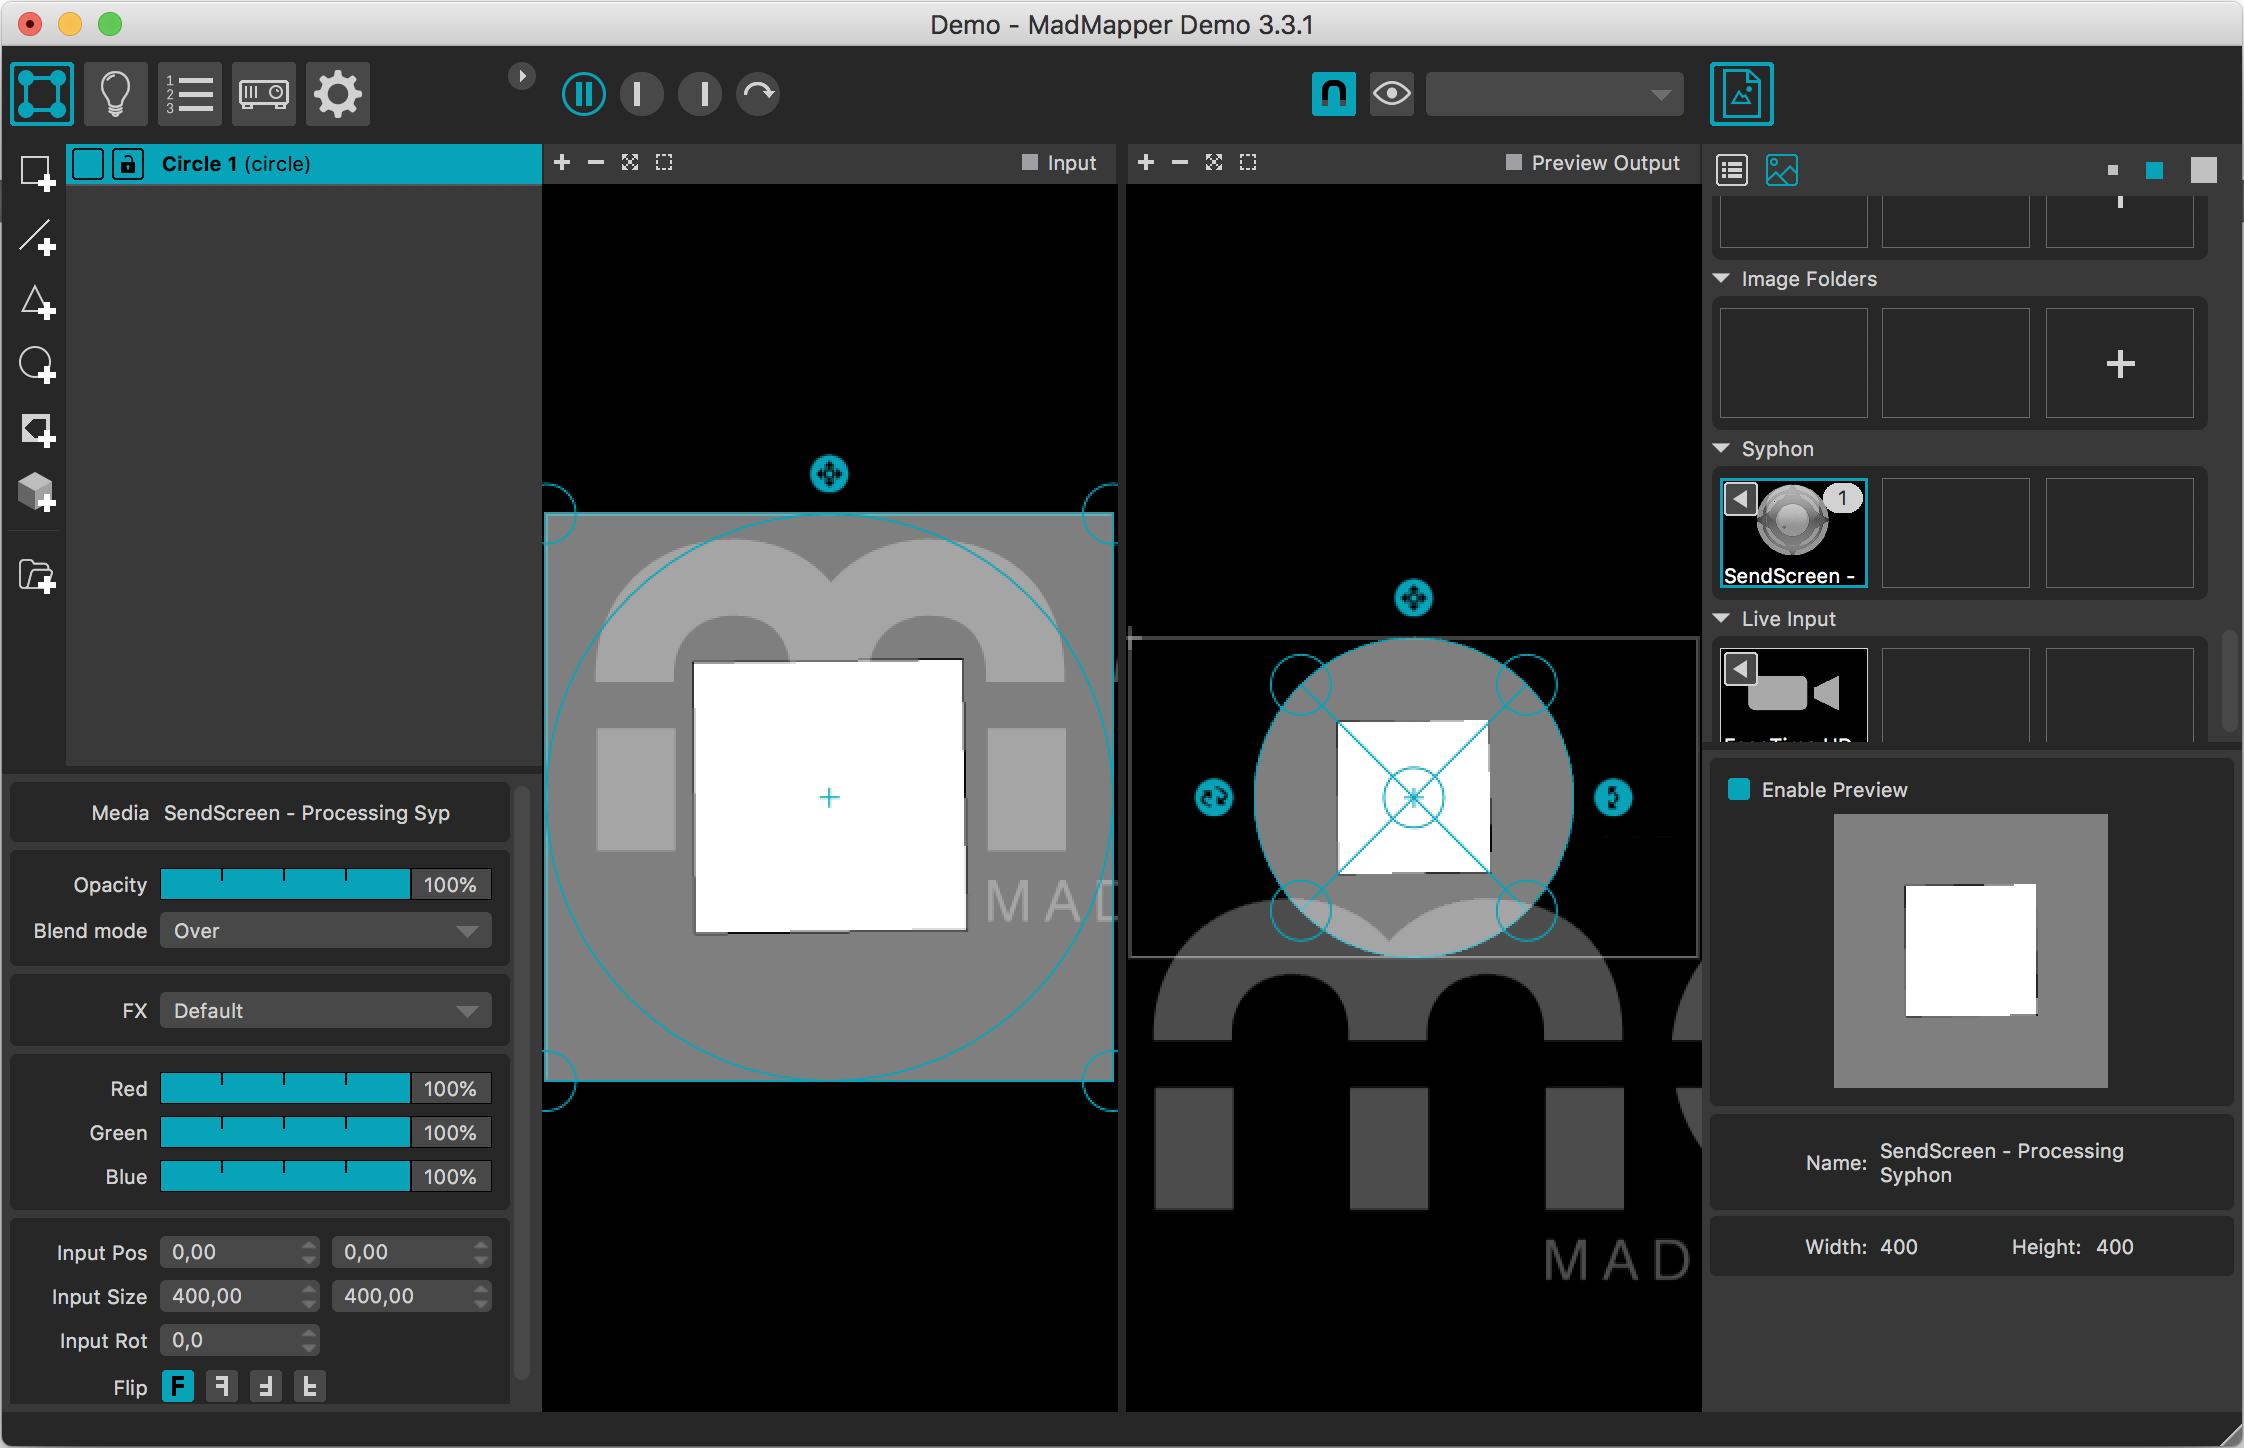 Demo - MadMapper Demo 3.3.1
1
2
3
Circle 1 (circle)
Input
Preview Output
Image Folders
Syphon
1
SendScreen -
Live Input
Media SendScreen - Processing Syp
Opacity 100%
Blend mode Over
FX Default
Red 100%
Green 100%
Blue 100%
Input Pos 0,00 0,00
Input Size 400,00 400,00
Input Rot 0,0
Flip F
MAD
MAD
Enable Preview
Name: SendScreen - Processing
Syphon
Width: 400 Height: 400